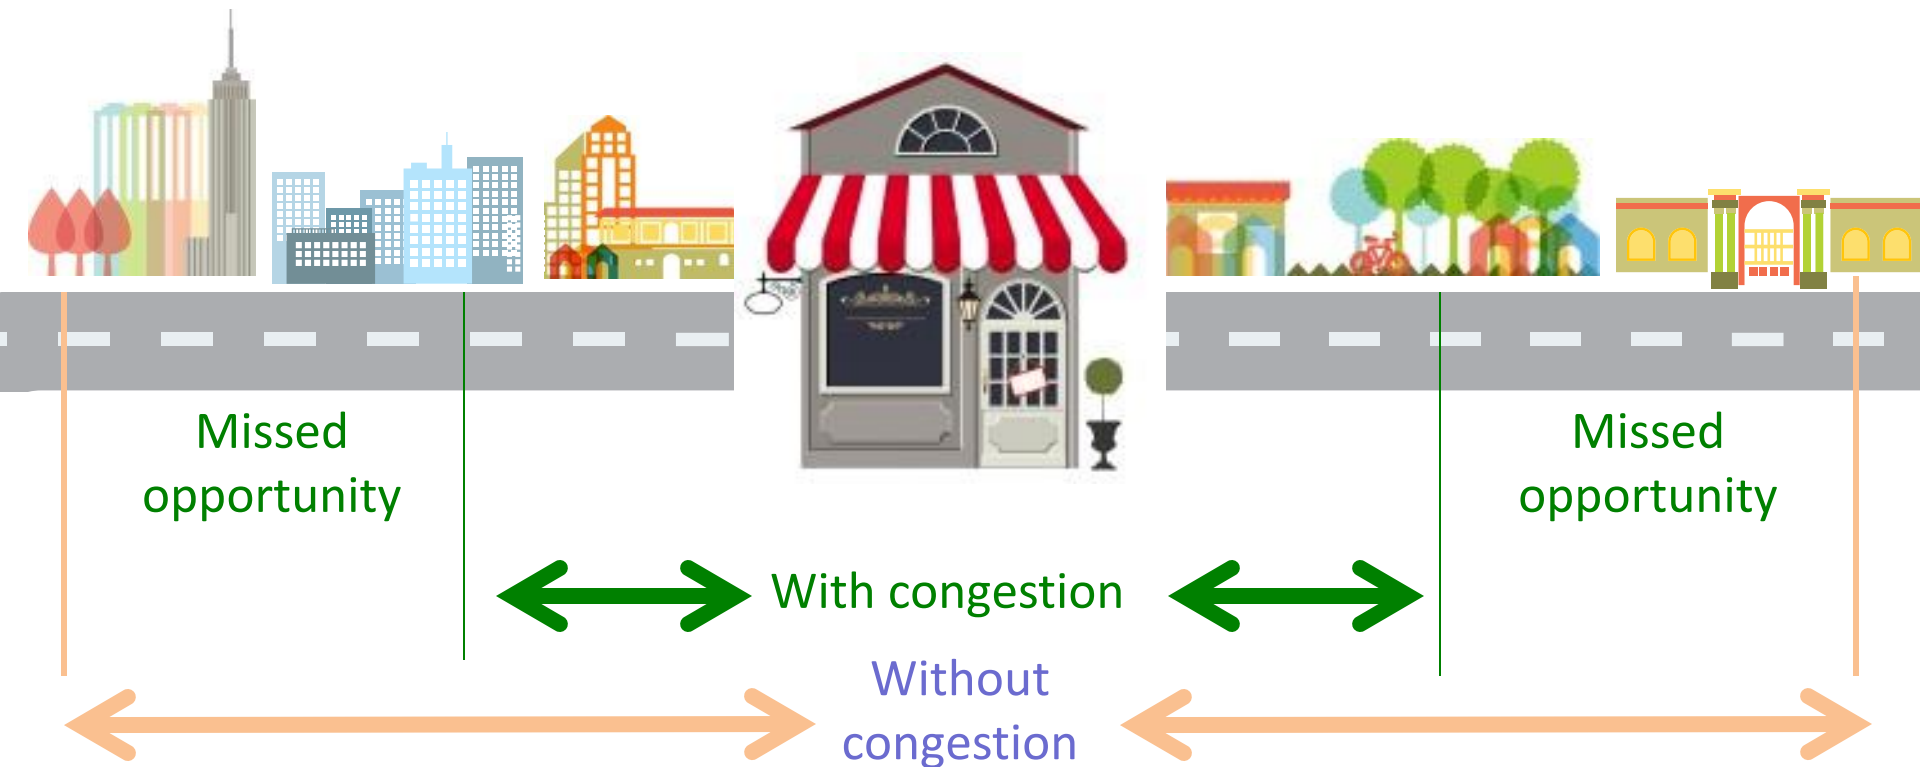 Missed
opportunity
Missed
opportunity
With congestion
Without
congestion